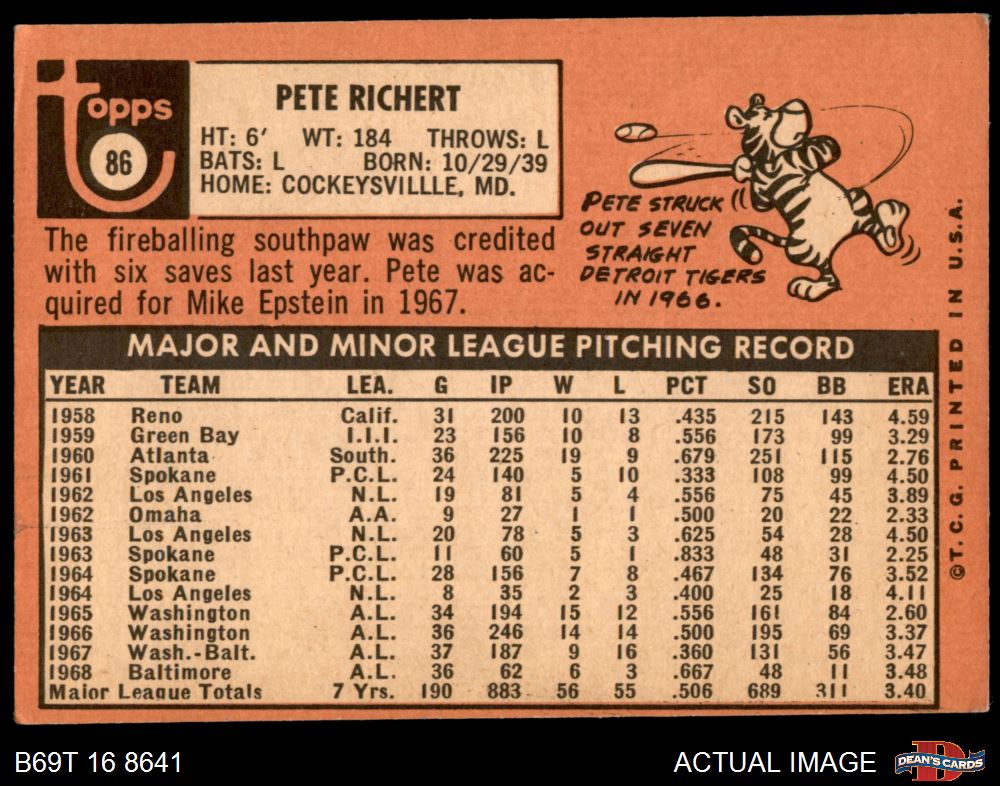 topps
86
PETE RICHERT
HT: 6' WT: 184 THROWS: L
BATS: L BORN: 10/29/39
HOME: COCKEYSVILLLE, MD.
The fireballing southpaw was credited
with six saves last year. Pete was ac-
quired for Mike Epstein in 1967.
PETE STRUCK
OUT SEVEN
STRAIGHT
DETROIT TIGERS
IN 1966.
MAJOR AND MINOR LEAGUE PITCHING RECORD
YEAR TEAM LEA. G IP W L PCT SO BB ERA
1958 Reno Calif. 31 200 10 13 .435 215 143 4.59
1959 Green Bay I.I.I. 23 156 10 8 .556 173 99 3.29
1960 Atlanta South. 36 225 19 9 .679 251 115 2.76
1961 Spokane P.C.L. 24 140 5 10 .333 108 99 4.50
1962 Los Angeles N.L. 19 81 5 4 .556 75 45 3.89
1962 Omaha A.A. 9 27 1 1 .500 20 22 2.33
1963 Los Angeles N.L. 20 78 5 3 .625 54 28 4.50
1963 Spokane P.C.L. 11 60 5 1 .833 48 31 2.25
1964 Spokane P.C.L. 28 156 7 8 .467 134 76 3.52
1964 Los Angeles N.L. 8 35 2 3 .400 25 18 4.11
1965 Washington A.L. 34 194 15 12 .556 161 84 2.60
1966 Washington A.L. 36 246 14 14 .500 195 69 3.37
1967 Wash.-Balt. A.L. 37 187 9 16 .360 131 56 3.47
1968 Baltimore A.L. 36 62 6 3 .667 48 11 3.48
Major League Totals 7 Yrs. 190 883 56 55 .506 689 311 3.40
©T.C.G. PRINTED IN U.S.A.
B69T 16 8641
ACTUAL IMAGE
DEAN'S CARDS